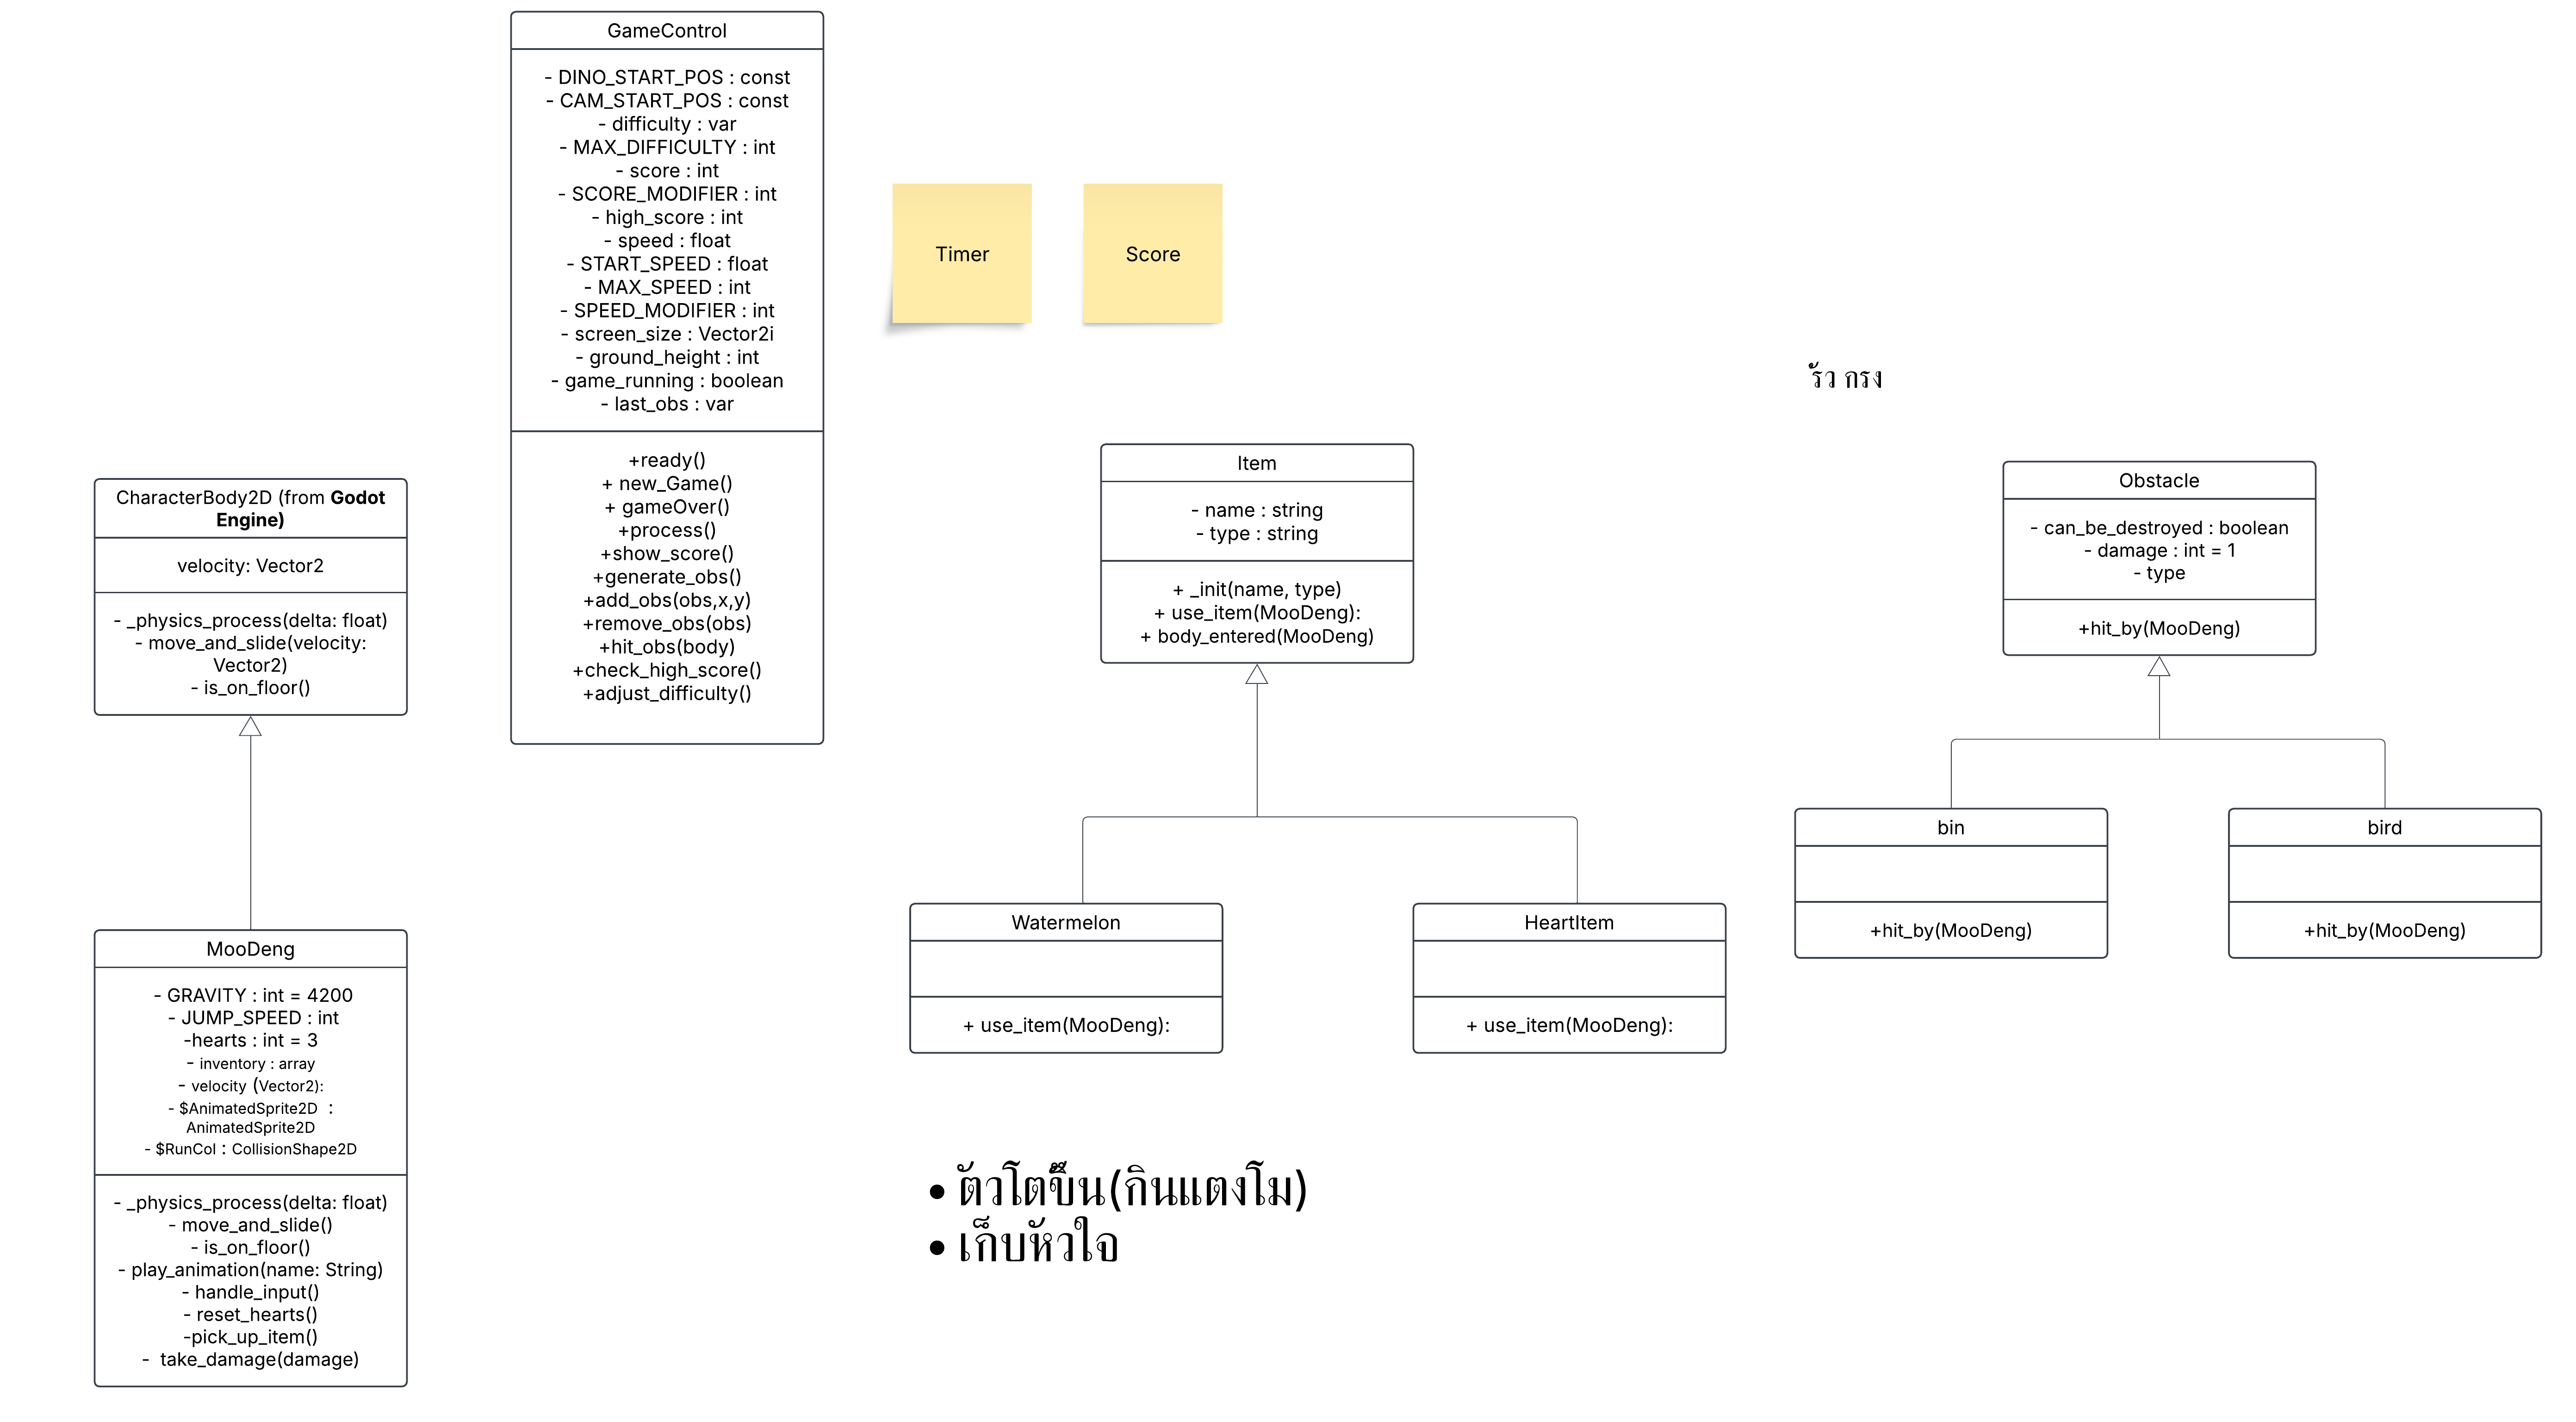 GameControl
- DINO_START_POS : const
- CAM_START_POS : const
- difficulty : var
- MAX_DIFFICULTY : int
- score : int
- SCORE_MODIFIER : int
- high_score : int
- speed : float
- START_SPEED : float
- MAX_SPEED : int
- SPEED_MODIFIER : int
- screen_size : Vector2i
- ground_height : int
- game_running : boolean
- last_obs : var
+ready()
+ new_Game()
+ gameOver()
+process()
+show_score()
+generate_obs()
+add_obs(obs,x,y)
+remove_obs(obs)
+hit_obs(body)
+check_high_score()
+adjust_difficulty()
Timer
Score
CharacterBody2D (from Godot
Engine)
velocity: Vector2
- _physics_process(delta: float)
- move_and_slide(velocity:
Vector2)
- is_on_floor()
MooDeng
- GRAVITY : int = 4200
- JUMP_SPEED : int
-hearts : int = 3
- inventory : array
- velocity (Vector2):
- $AnimatedSprite2D :
AnimatedSprite2D
- $RunCol : CollisionShape2D
- _physics_process(delta: float)
- move_and_slide()
- is_on_floor()
- play_animation(name: String)
- handle_input()
- reset_hearts()
-pick_up_item()
- take_damage(damage)
Item
- name : string
- type : string
+ _init(name, type)
+ use_item(MooDeng):
+ body_entered(MooDeng)
Watermelon
+ use_item(MooDeng):
HeartItem
+ use_item(MooDeng):
• ตัวโตขึ้น(กินแตงโม)
• เก็บหัวใจ
รั้ว กรง
Obstacle
- can_be_destroyed : boolean
- damage : int = 1
- type
+hit_by(MooDeng)
bin
+hit_by(MooDeng)
bird
+hit_by(MooDeng)